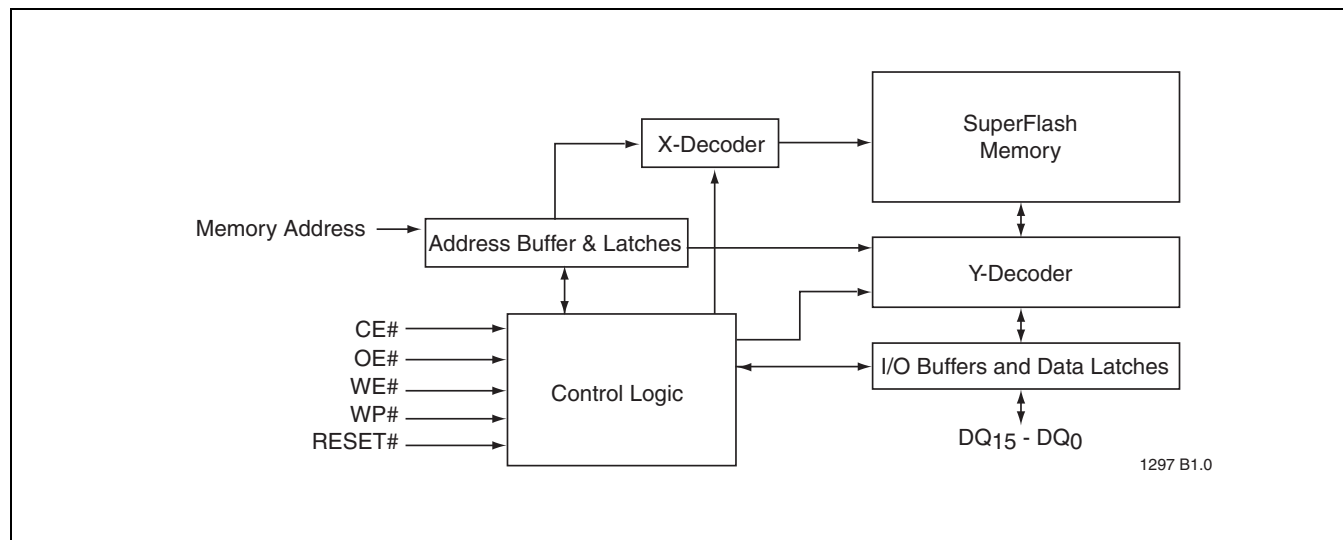 SuperFlash
Memory
X-Decoder
Memory Address
Address Buffer & Latches
Y-Decoder
CE#
OE#
WE#
WP#
RESET#
Control Logic
I/O Buffers and Data Latches
DQ15 - DQ0
1297 B1.0